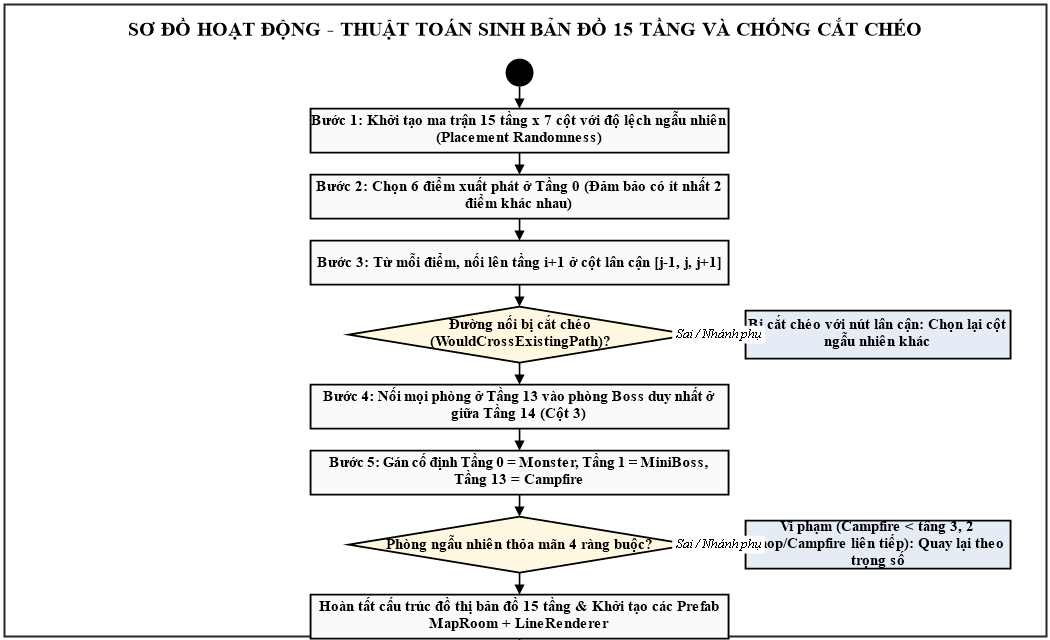 SƠ ĐỒ HOẠT ĐỘNG - THUẬT TOÁN SINH BẢN ĐỒ 15 TẦNG VÀ CHỐNG CẮT CHÉO
Bước 1: Khởi tạo ma trận 15 tầng x 7 cột với độ lệch ngẫu nhiên
(Placement Randomness)
Bước 2: Chọn 6 điểm xuất phát ở Tầng 0 (Đảm bảo có ít nhất 2
điểm khác nhau)
Bước 3: Từ mỗi điểm, nối lên tầng i+1 ở cột lân cận [j-1, j, j+1]
Đường nối bị cắt chéo
(WouldCrossExistingPath)?
Sai / Nhánh phụ
Bị cắt chéo với nút lân cận: Chọn lại cột
ngẫu nhiên khác
Bước 4: Nối mọi phòng ở Tầng 13 vào phòng Boss duy nhất ở
giữa Tầng 14 (Cột 3)
Bước 5: Gán cố định Tầng 0 = Monster, Tầng 1 = MiniBoss,
Tầng 13 = Campfire
Phòng ngẫu nhiên thỏa mãn 4 ràng buộc?
Sai / Nhánh phụ
Vi phạm (Campfire < tầng 3, 2
op/Campfire liên tiếp): Quay lại theo
trọng số
Hoàn tất cấu trúc đồ thị bản đồ 15 tầng & Khởi tạo các Prefab
MapRoom + LineRenderer